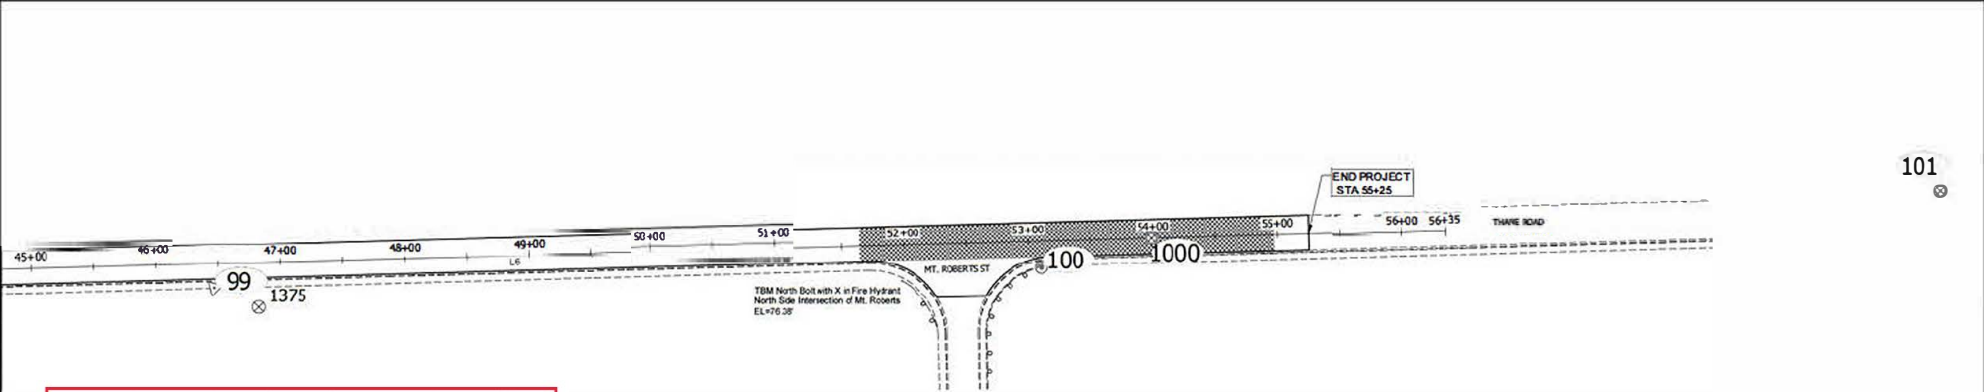 101
END PROJECT
STA 55+25
45+00
46+00
47+00
48+00
49+00
50+00
51+00
52+00
53+00
54+00
55+00
56+00
56+35
THANE ROAD
L6
99
1375
MT. ROBERTS ST
100
1000
TBM North Bolt with X in Fire Hydrant
North Side Intersection of Mt. Roberts
EL=76.38'